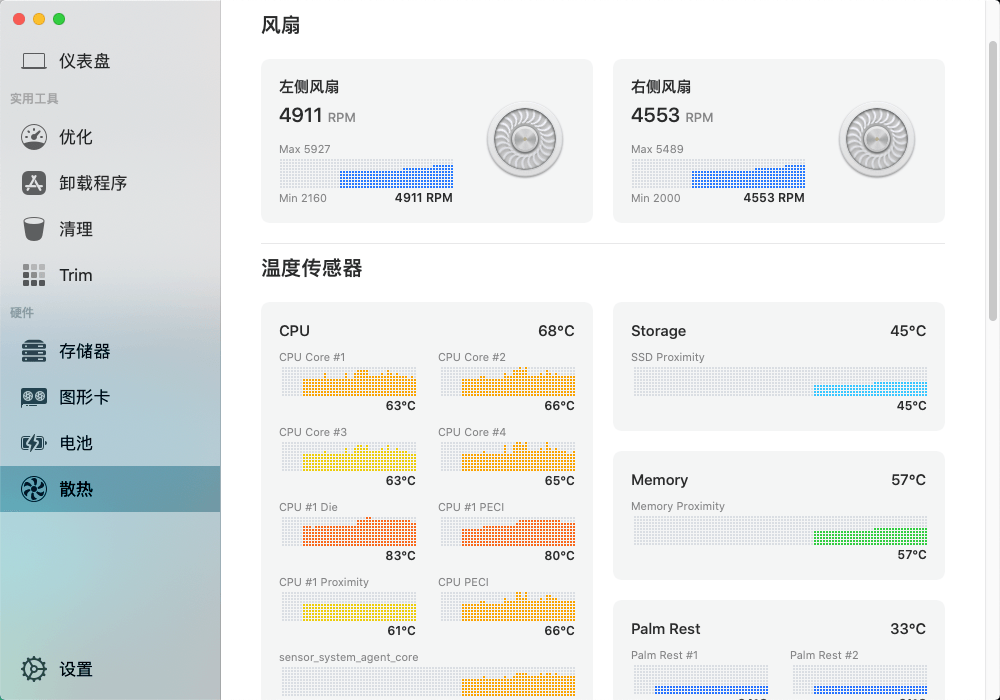 仪表盘
实用工具
优化
卸载程序
清理
Trim
硬件
存储器
图形卡
电池
散热
设置
风扇
左侧风扇
4911 RPM
Max 5927
Min 2160
4911 RPM
右侧风扇
4553 RPM
Max 5489
Min 2000
4553 RPM
温度传感器
CPU
68°C
CPU Core #1
63°C
CPU Core #2
66°C
CPU Core #3
63°C
CPU Core #4
65°C
CPU #1 Die
83°C
CPU #1 PECI
80°C
CPU #1 Proximity
61°C
CPU PECI
66°C
sensor_system_agent_core
Storage
45°C
SSD Proximity
45°C
Memory
57°C
Memory Proximity
57°C
Palm Rest
33°C
Palm Rest #1
Palm Rest #2